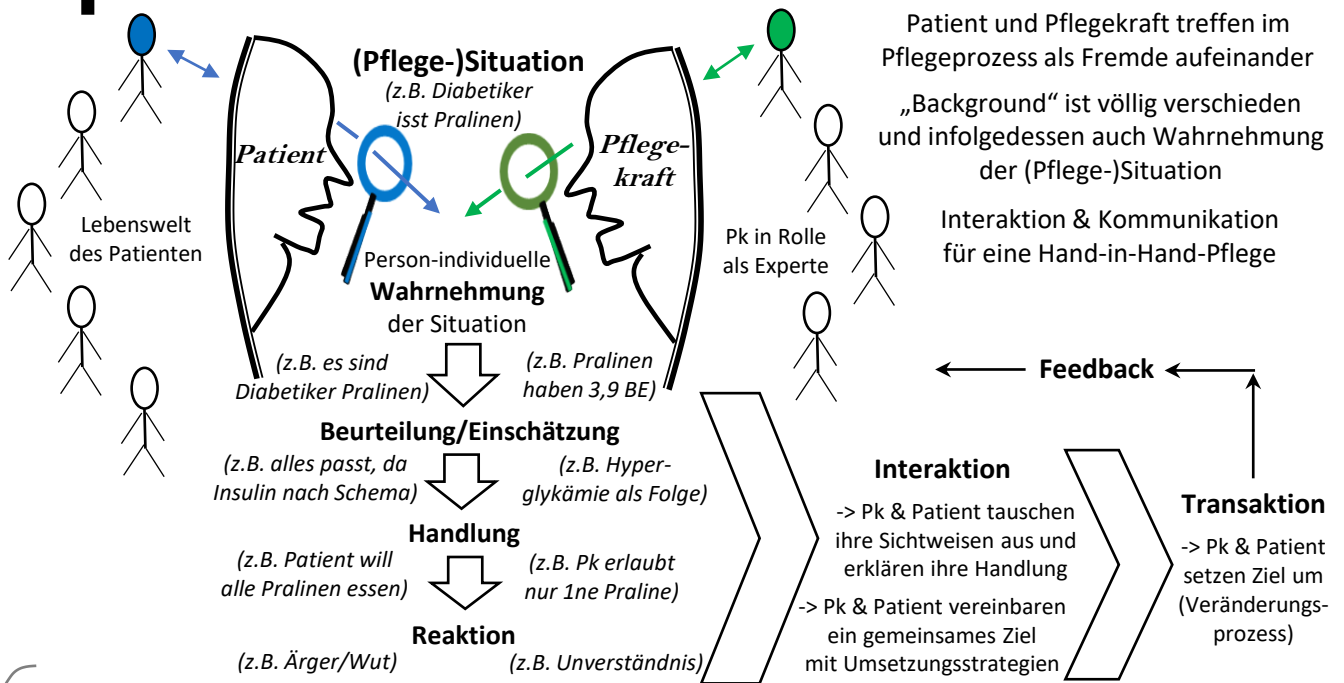 (Pflege-)Situation
(z.B. Diabetiker
isst Pralinen)
Patient
Pflege-
kraft
Lebenswelt
des Patienten
Pk in Rolle
als Experte
Person-individuelle
Wahrnehmung
der Situation
(z.B. es sind
Diabetiker Pralinen)
(z.B. Pralinen
haben 3,9 BE)
Beurteilung/Einschätzung
(z.B. alles passt, da
Insulin nach Schema)
(z.B. Hyper-
glykämie als Folge)
Handlung
(z.B. Patient will
alle Pralinen essen)
(z.B. Pk erlaubt
nur 1ne Praline)
Reaktion
(z.B. Ärger/Wut)
(z.B. Unverständnis)
Patient und Pflegekraft treffen im
Pflegeprozess als Fremde aufeinander
„Background“ ist völlig verschieden
und infolgedessen auch Wahrnehmung
der (Pflege-)Situation
Interaktion & Kommunikation
für eine Hand-in-Hand-Pflege
Feedback
Interaktion
-> Pk & Patient tauschen
ihre Sichtweisen aus und
erklären ihre Handlung
-> Pk & Patient vereinbaren
ein gemeinsames Ziel
mit Umsetzungsstrategien
Transaktion
-> Pk & Patient
setzen Ziel um
(Veränderungs-
prozess)